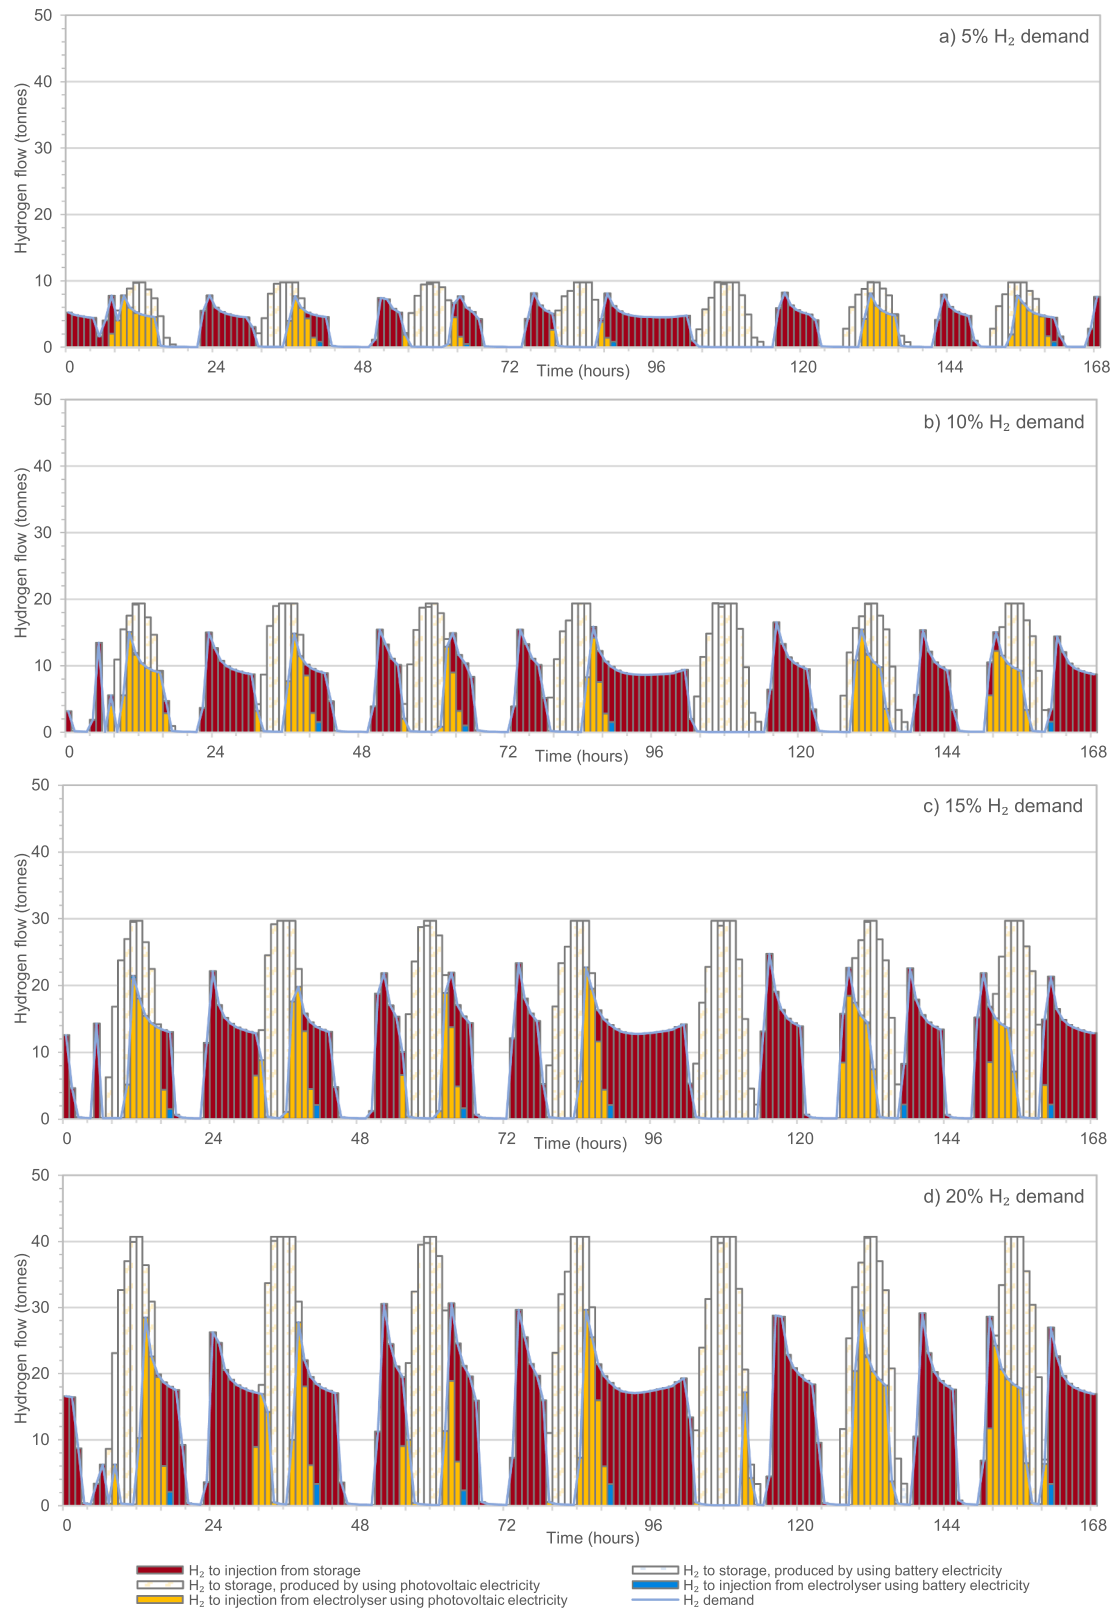 50
a) 5% H₂ demand
40
30
20
10
0
Hydrogen flow (tonnes)
0 24 48 72 96 120 144 168
Time (hours)
50
b) 10% H₂ demand
40
30
20
10
0
Hydrogen flow (tonnes)
0 24 48 72 96 120 144 168
Time (hours)
50
c) 15% H₂ demand
40
30
20
10
0
Hydrogen flow (tonnes)
0 24 48 72 96 120 144 168
Time (hours)
50
d) 20% H₂ demand
40
30
20
10
0
Hydrogen flow (tonnes)
0 24 48 72 96 120 144 168
Time (hours)
H₂ to injection from storage
H₂ to storage, produced by using battery electricity
H₂ to storage, produced by using photovoltaic electricity
H₂ to injection from electrolyser using battery electricity
H₂ to injection from electrolyser using photovoltaic electricity
H₂ demand